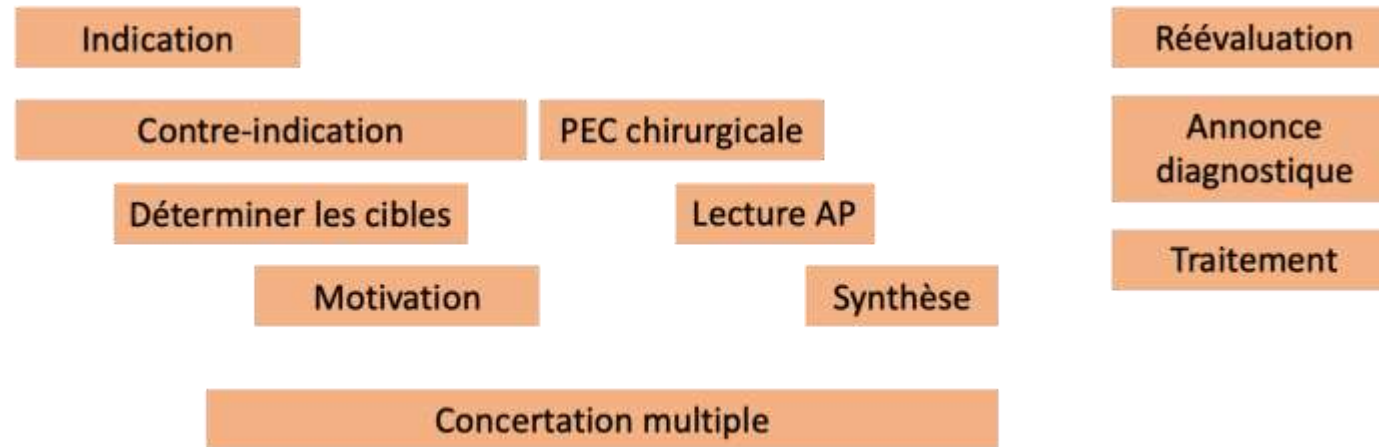 Indication
Réévaluation
Contre-indication
PEC chirurgicale
Annonce
diagnostique
Déterminer les cibles
Lecture AP
Traitement
Motivation
Synthèse
Concertation multiple